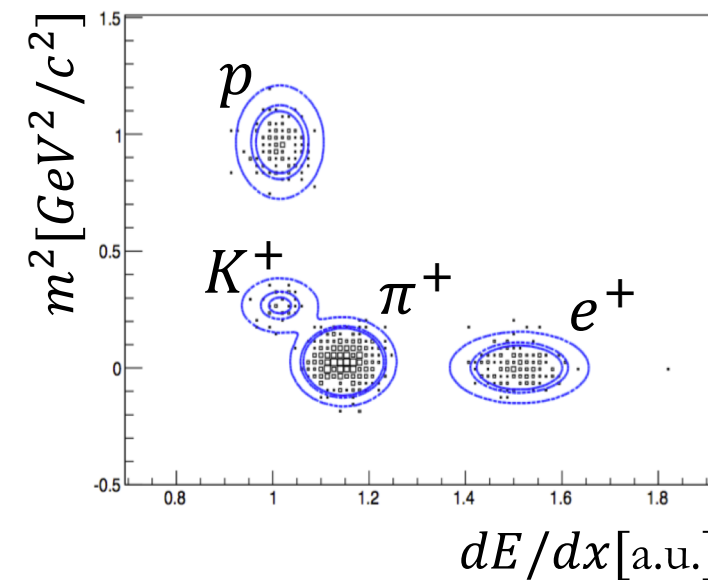 m² [GeV²/c²]
1.5
p
1
0.5
K⁺
π⁺
e⁺
0
-0.5
0.8 1 1.2 1.4 1.6 1.8
dE/dx[a.u.]